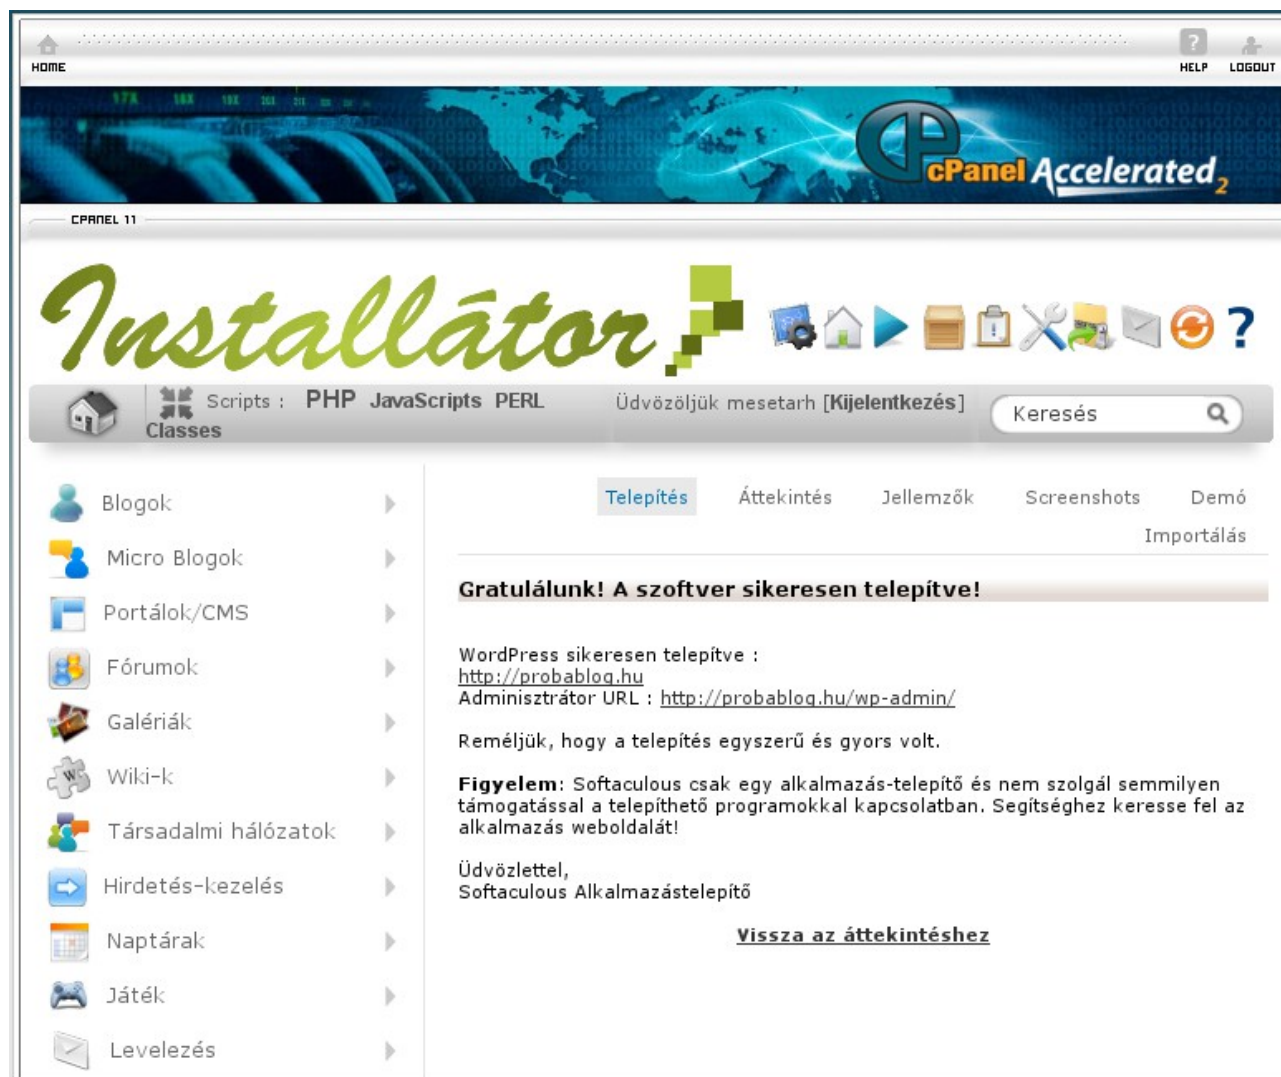 HOME
HELP LOGOUT
cPanel Accelerated2
CPANEL 11
Installátor
?
Scripts : PHP JavaScripts PERL
Classes
Üdvözöljük mesetarh [Kijelentkezés]
Keresés
Blogok
Micro Blogok
Portálok/CMS
Fórumok
Galériák
Wiki-k
Társadalmi hálózatok
Hirdetés-kezelés
Naptárak
Játék
Levelezés
Telepítés Áttekintés Jellemzők Screenshots Demó
Importálás
Gratulálunk! A szoftver sikeresen telepítve!
WordPress sikeresen telepítve :
http://probablog.hu
Adminisztrátor URL : http://probablog.hu/wp-admin/
Reméljük, hogy a telepítés egyszerű és gyors volt.
Figyelem: Softaculous csak egy alkalmazás-telepítő és nem szolgál semmilyen
támogatással a telepíthető programokkal kapcsolatban. Segítséghez keresse fel az
alkalmazás weboldalát!
Üdvözlettel,
Softaculous Alkalmazástelepítő
Vissza az áttekintéshez